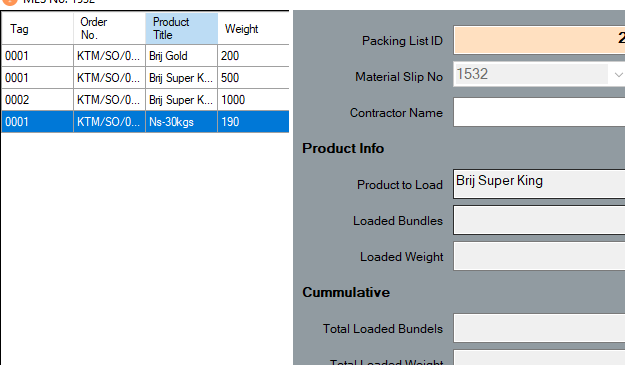 MES No. 1532
Tag Order No. Product Title Weight
0001 KTM/SO/0... Brij Gold 200
0001 KTM/SO/0... Brij Super K... 500
0002 KTM/SO/0... Brij Super K... 1000
0001 KTM/SO/0... Ns-30kgs 190
Packing List ID 2
Material Slip No 1532
Contractor Name
Product Info
Product to Load Brij Super King
Loaded Bundles
Loaded Weight
Cummulative
Total Loaded Bundels
Total Loaded Weight